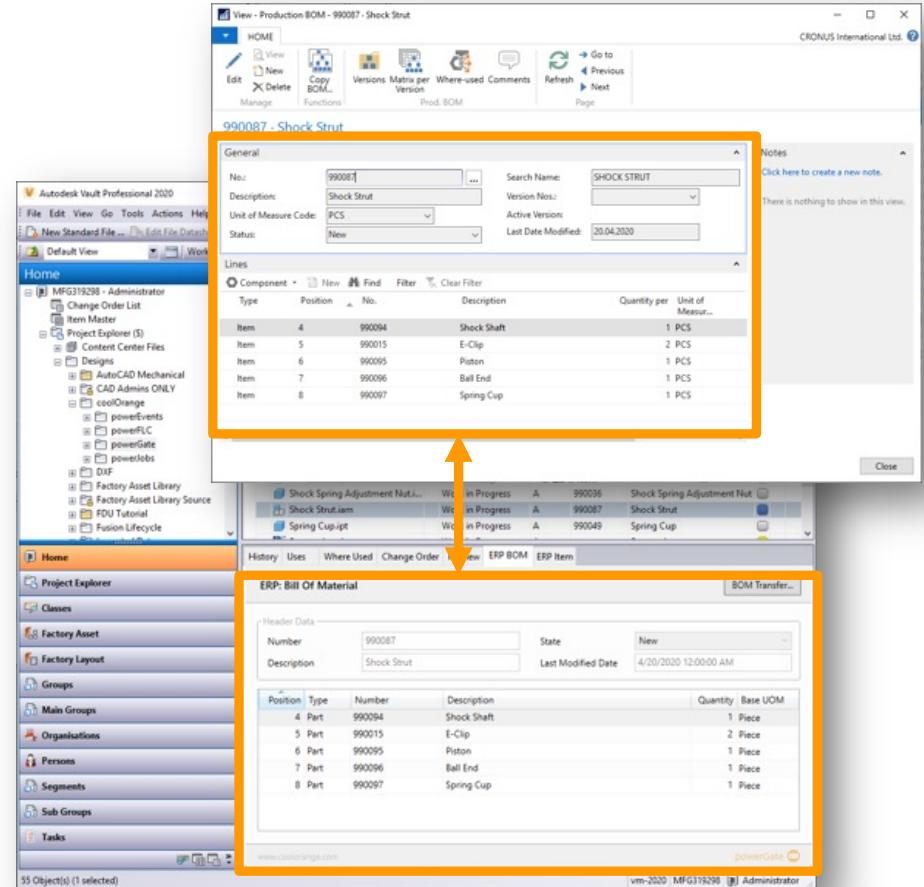 View - Production BOM - 990087 - Shock Strut
HOME
CRONUS International Ltd.
Edit
View
New
Delete
Manage
Copy BOM...
Functions
Versions
Matrix per Version
Where-used
Comments
Prod. BOM
Refresh
Go to
Previous
Next
Page
990087 - Shock Strut
General
No.: 990087 ... Search Name: SHOCK STRUT
Description: Shock Strut Version Nos.:
Unit of Measure Code: PCS Active Version:
Status: New Last Date Modified: 20.04.2020
Notes
Click here to create a new note.
There is nothing to show in this view.
Lines
Component New Find Filter Clear Filter
Type Position No. Description Quantity per Unit of Measur...
Item 4 990094 Shock Shaft 1 PCS
Item 5 990015 E-Clip 2 PCS
Item 6 990095 Piston 1 PCS
Item 7 990096 Ball End 1 PCS
Item 8 990097 Spring Cup 1 PCS
Close
Autodesk Vault Professional 2020
File Edit View Go Tools Actions Help
New Standard File ... Edit File Datash
Default View Work
Home
MFG319298 - Administrator
Change Order List
Item Master
Project Explorer ($)
Content Center Files
Designs
AutoCAD Mechanical
CAD Admins ONLY
coolOrange
powerEvents
powerFLC
powerGate
powerJobs
DXF
Factory Asset Library
Factory Asset Library Source
FDU Tutorial
Fusion Lifecycle
Home
Project Explorer
Classes
Factory Asset
Factory Layout
Groups
Main Groups
Organisations
Persons
Segments
Sub Groups
Tasks
Shock Spring Adjustment Nut.i... Work in Progress A 990036 Shock Spring Adjustment Nut
Shock Strut.iam Work in Progress A 990087 Shock Strut
Spring Cup.ipt Work in Progress A 990049 Spring Cup
History Uses Where Used Change Order ERP BOM ERP Item
ERP: Bill Of Material BOM Transfer...
Header Data
Number 990087 State New
Description Shock Strut Last Modified Date 4/20/2020 12:00:00 AM
Position Type Number Description Quantity Base UOM
4 Part 990094 Shock Shaft 1 Piece
5 Part 990015 E-Clip 2 Piece
6 Part 990095 Piston 1 Piece
7 Part 990096 Ball End 1 Piece
8 Part 990097 Spring Cup 1 Piece
www.coolorange.com powerGate
55 Object(s) (1 selected) vm-2020 MFG319298 Administrator